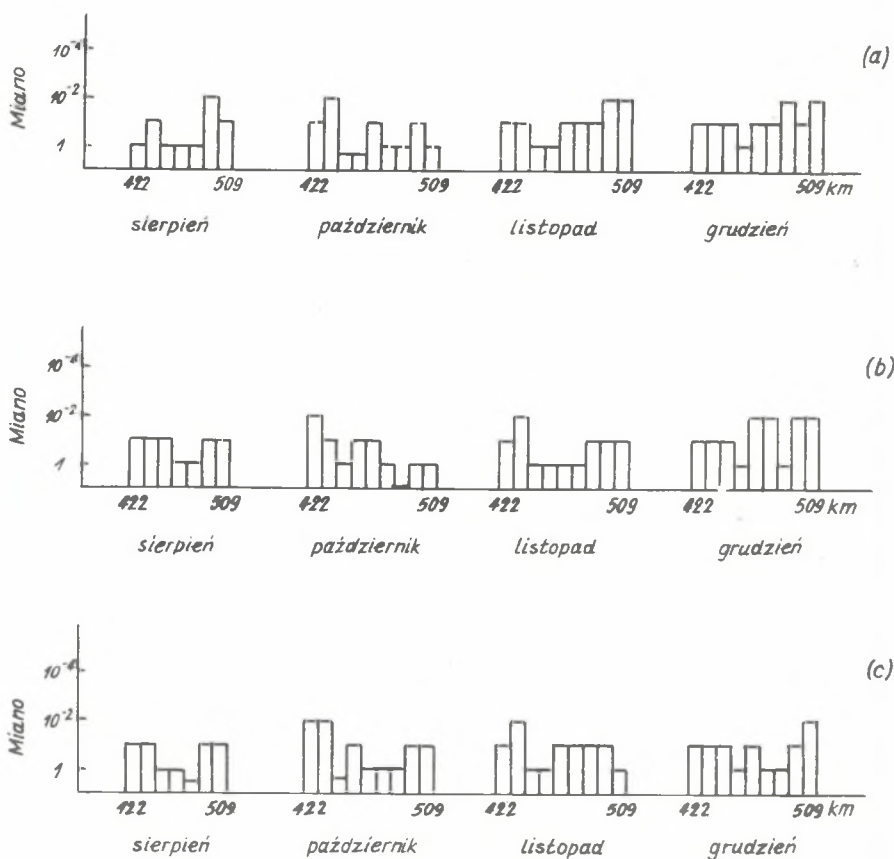 (a)
Miano
10⁻⁴
10⁻²
1
422 509 422 509 422 509 422 509 km
sierpień październik listopad grudzień
(b)
Miano
10⁻⁴
10⁻²
1
422 509 422 509 422 509 422 509 km
sierpień październik listopad grudzień
(c)
Miano
10⁻⁴
10⁻²
1
422 509 422 509 422 509 422 509 km
sierpień październik listopad grudzień